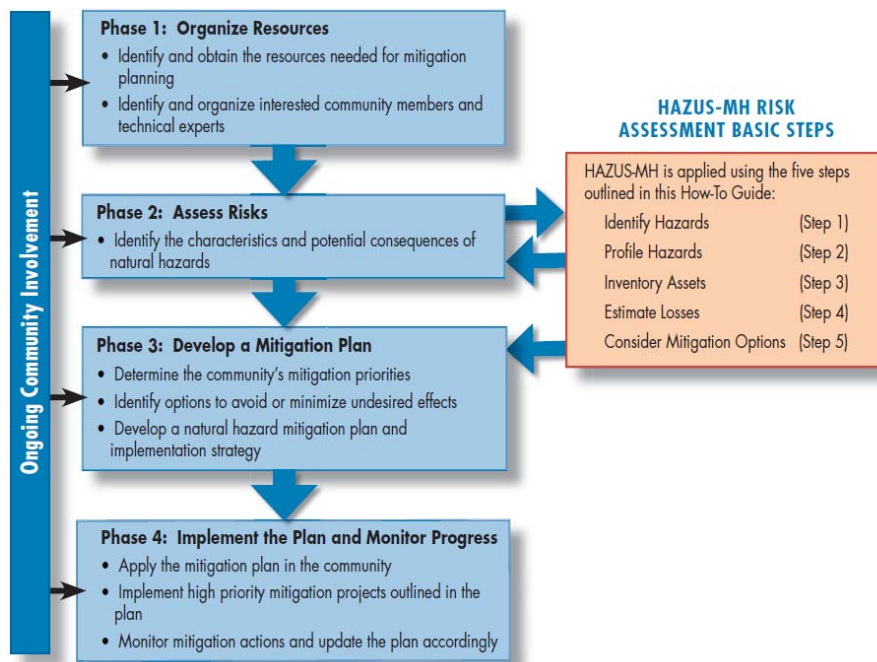 Ongoing Community Involvement
Phase 1: Organize Resources
• Identify and obtain the resources needed for mitigation
planning
• Identify and organize interested community members and
technical experts
Phase 2: Assess Risks
• Identify the characteristics and potential consequences of
natural hazards
Phase 3: Develop a Mitigation Plan
• Determine the community's mitigation priorities
• Identify options to avoid or minimize undesired effects
• Develop a natural hazard mitigation plan and
implementation strategy
Phase 4: Implement the Plan and Monitor Progress
• Apply the mitigation plan in the community
• Implement high priority mitigation projects outlined in the
plan
• Monitor mitigation actions and update the plan accordingly
HAZUS-MH RISK
ASSESSMENT BASIC STEPS
HAZUS-MH is applied using the five steps
outlined in this How-To Guide:
Identify Hazards (Step 1)
Profile Hazards (Step 2)
Inventory Assets (Step 3)
Estimate Losses (Step 4)
Consider Mitigation Options (Step 5)